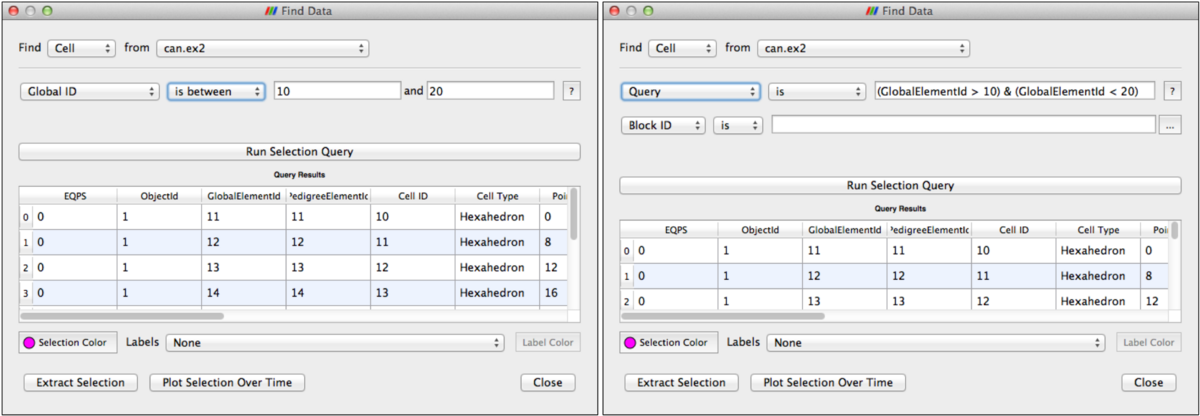 Find Data
Find Cell from can.ex2
Global ID is between 10 and 20 ?
Run Selection Query
Query Results
EQPS ObjectId GlobalElementId PedigreeElementId Cell ID Cell Type Poi
0 0 1 11 11 10 Hexahedron 0
1 0 1 12 12 11 Hexahedron 8
2 0 1 13 13 12 Hexahedron 12
3 0 1 14 14 13 Hexahedron 16
Selection Color Labels None Label Color
Extract Selection Plot Selection Over Time Close
Find Data
Find Cell from can.ex2
Query is (GlobalElementId > 10) & (GlobalElementId < 20) ?
Block ID is ...
Run Selection Query
Query Results
EQPS ObjectId GlobalElementId PedigreeElementId Cell ID Cell Type Poi
0 0 1 11 11 10 Hexahedron 0
1 0 1 12 12 11 Hexahedron 8
2 0 1 13 13 12 Hexahedron 12
Selection Color Labels None Label Color
Extract Selection Plot Selection Over Time Close